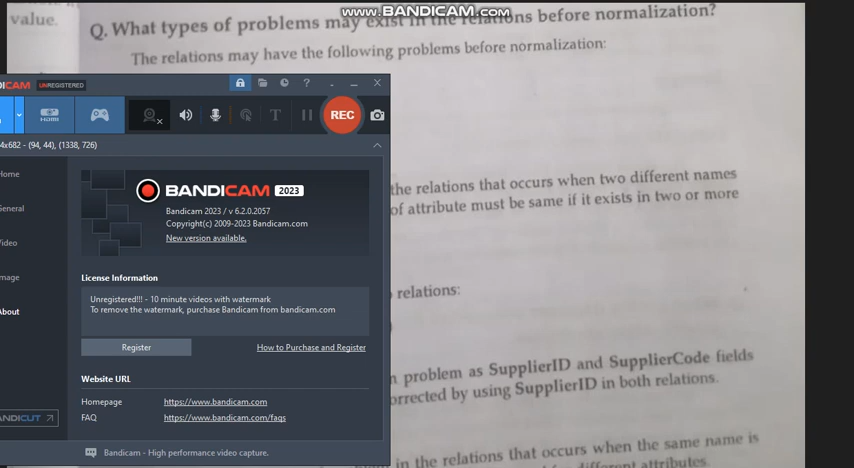 www.BANDICAM.com
value.
Q. What types of problems may exist in the relations before normalization?
The relations may have the following problems before normalization:
the relations that occurs when two different names
of attribute must be same if it exists in two or more
relations:
problem as SupplierID and SupplierCode fields
orrected by using SupplierID in both relations.
in the relations that occurs when the same name is
different attributes.
ICAM UNREGISTERED
HDMI
T
REC
4x682 - (94, 44), (1338, 726)
Home
General
Video
mage
About
ANDICUT
BANDICAM 2023
Bandicam 2023 / v 6.2.0.2057
Copyright(c) 2009-2023 Bandicam.com
New version available.
License Information
Unregistered!!! - 10 minute videos with watermark
To remove the watermark, purchase Bandicam from bandicam.com
Register
How to Purchase and Register
Website URL
Homepage https://www.bandicam.com
FAQ https://www.bandicam.com/faqs
Bandicam - High performance video capture.